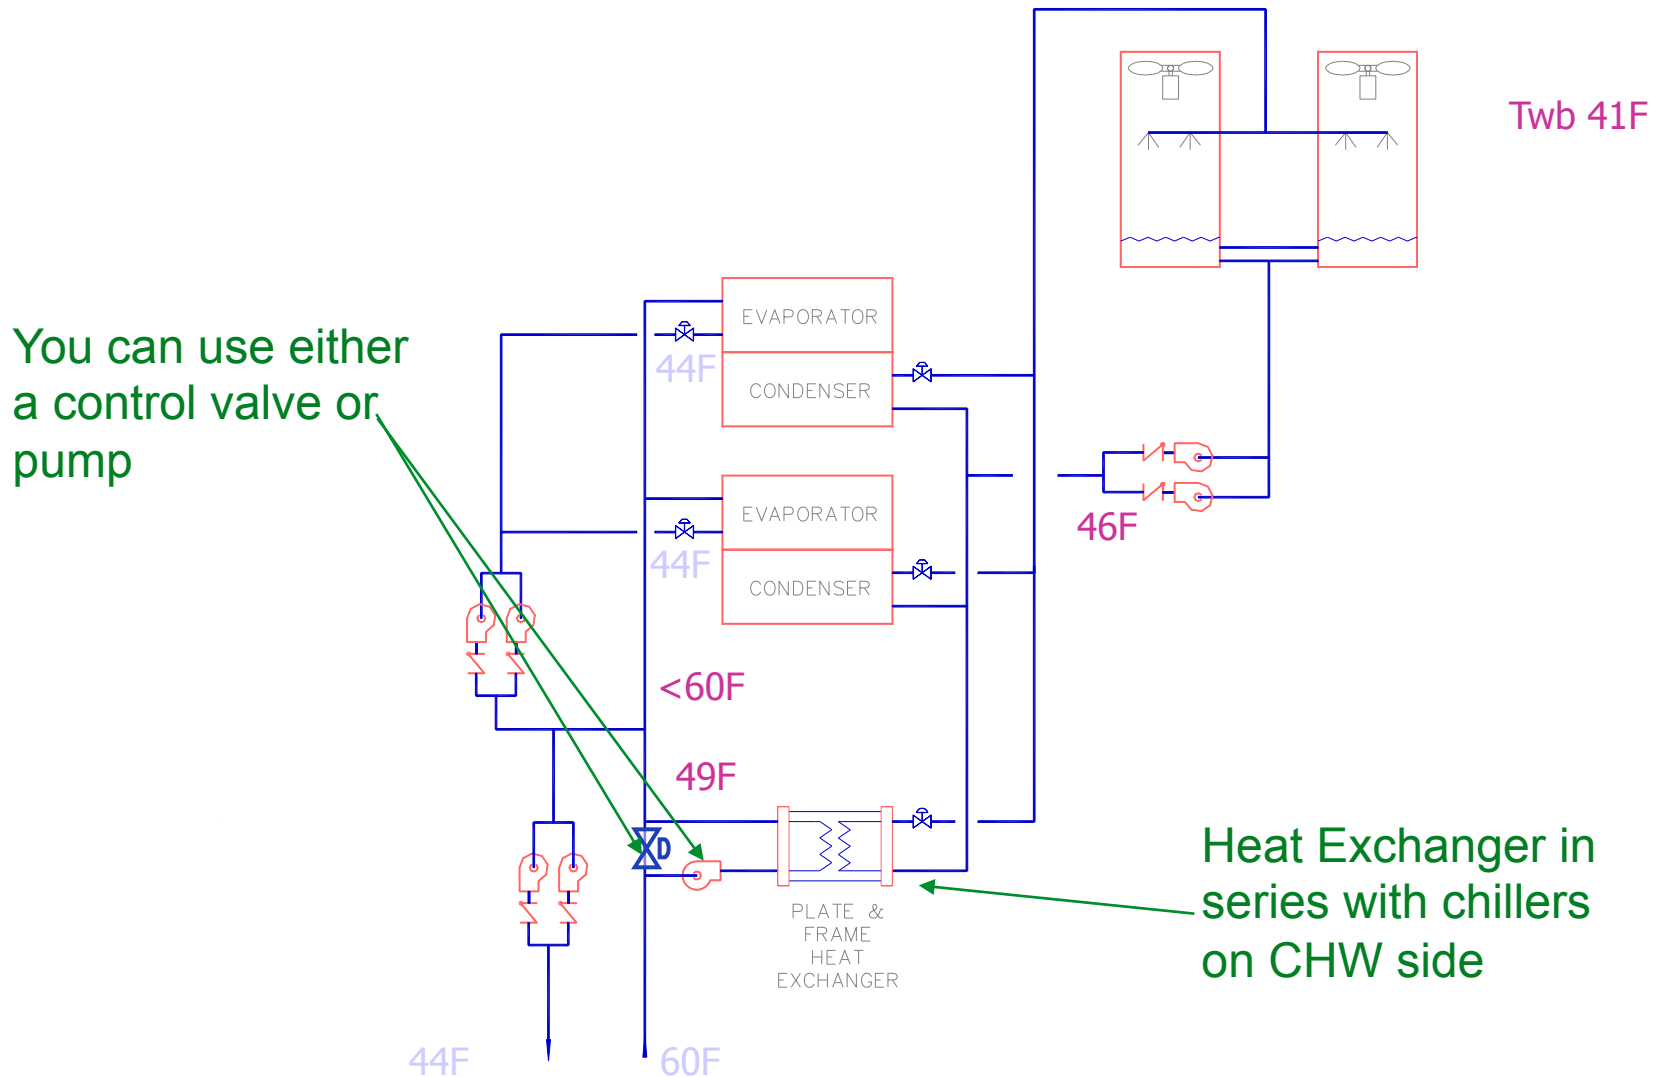 Twb 41F
EVAPORATOR
44F
CONDENSER
You can use either
a control valve or
pump
EVAPORATOR
44F
CONDENSER
46F
<60F
49F
D
PLATE &
FRAME
HEAT
EXCHANGER
Heat Exchanger in
series with chillers
on CHW side
44F
60F